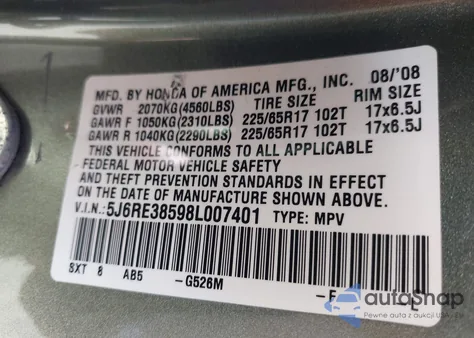 MFD. BY HONDA OF AMERICA MFG., INC. 08/'08
GVWR 2070KG(4560LBS) TIRE SIZE RIM SIZE
GAWR F 1050KG(2310LBS) 225/65R17 102T 17x6.5J
GAWR R 1040KG(2290LBS) 225/65R17 102T 17x6.5J
THIS VEHICLE CONFORMS TO ALL APPLICABLE
FEDERAL MOTOR VEHICLE SAFETY
AND THEFT PREVENTION STANDARDS IN EFFECT
ON THE DATE OF MANUFACTURE SHOWN ABOVE.
V.I.N.:5J6RE38598L007401 TYPE: MPV
SXT 8 AB5 -G526M
autoSnap